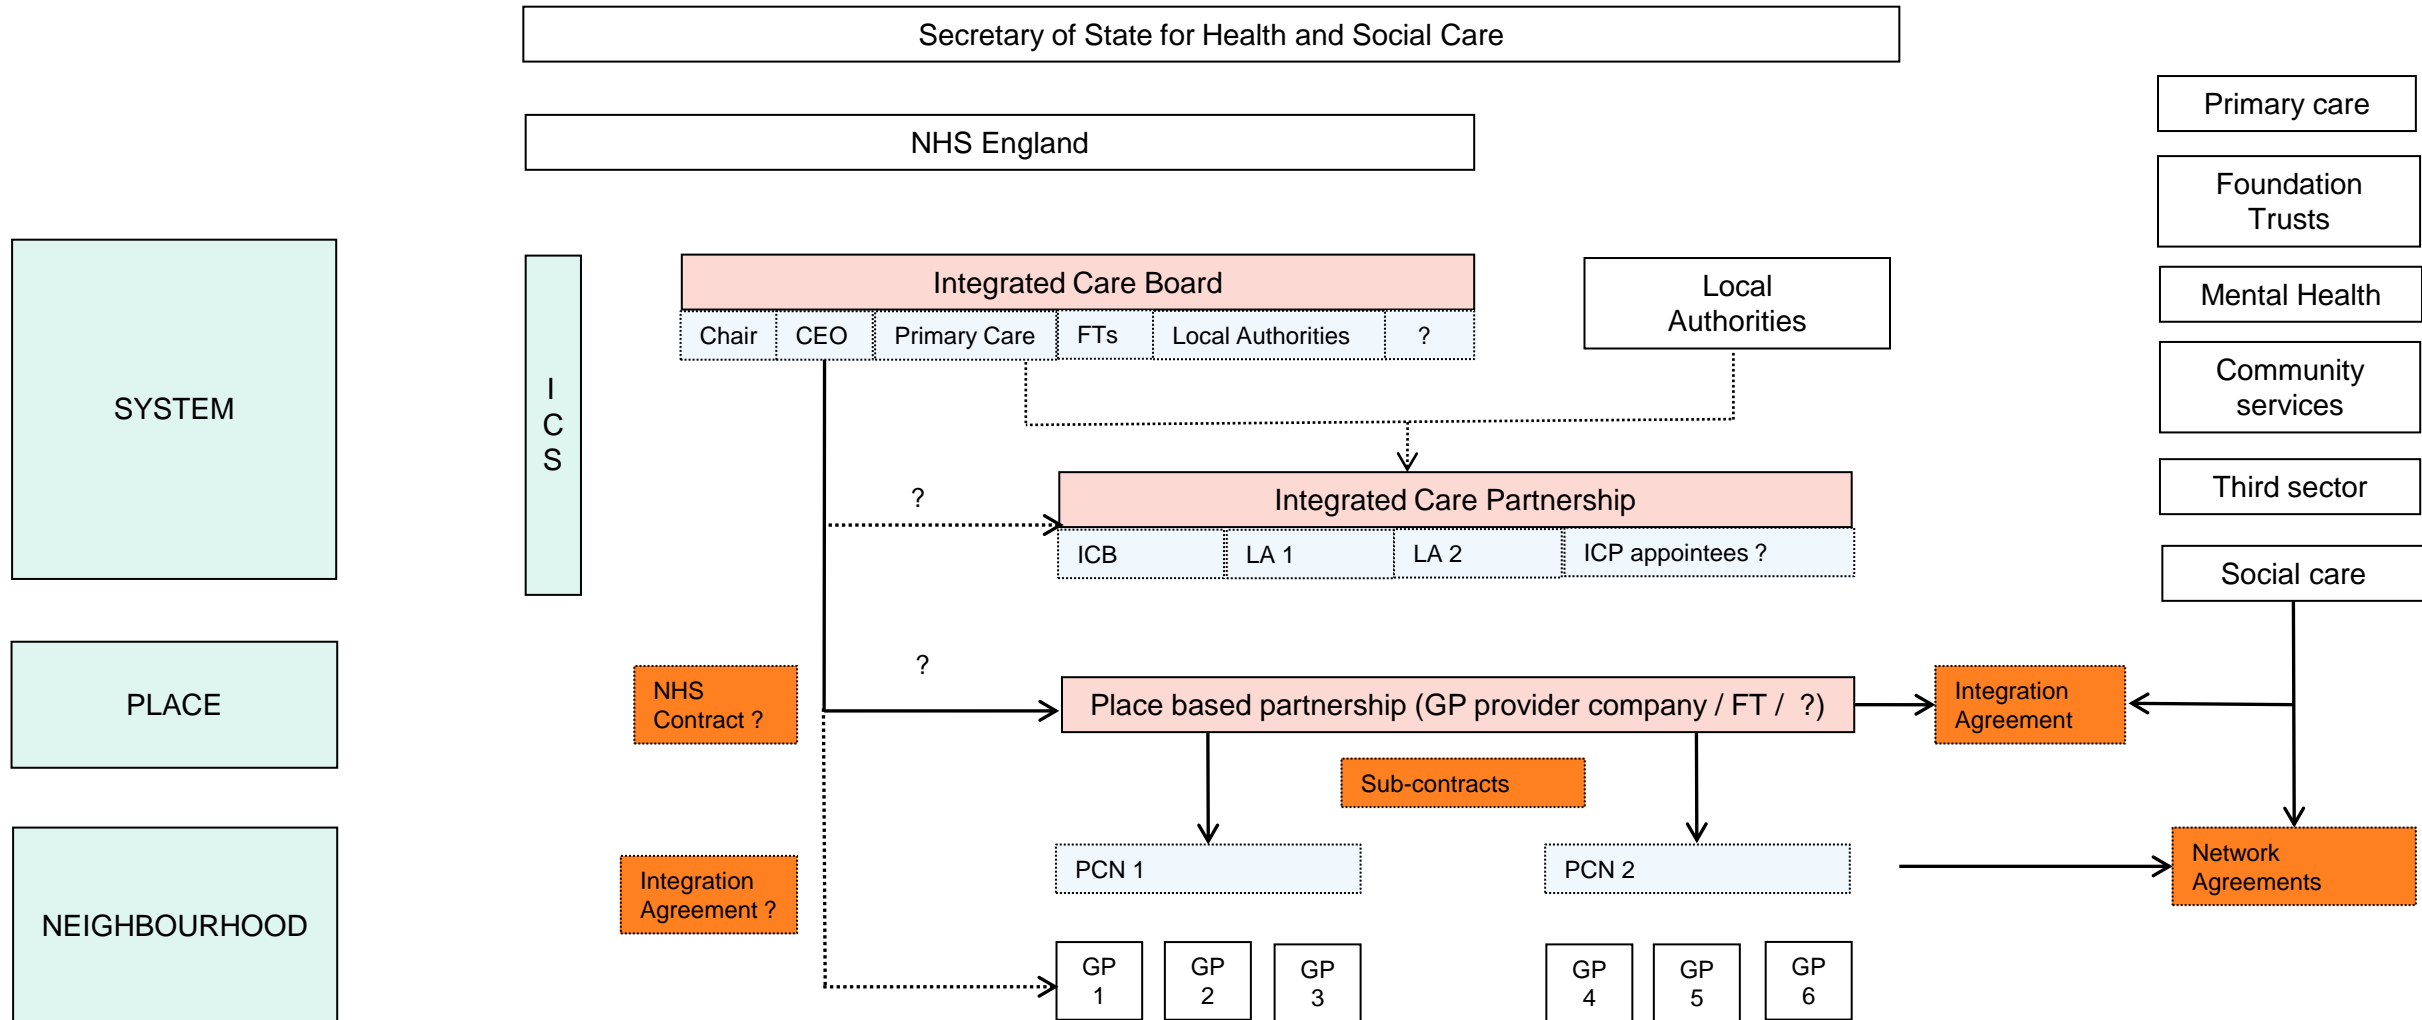 Secretary of State for Health and Social Care
NHS England
Primary care
Foundation
Trusts
Mental Health
Community
services
Third sector
Social care
SYSTEM
I
C
S
Integrated Care Board
Chair
CEO
Primary Care
FTs
Local Authorities
?
Local
Authorities
?
Integrated Care Partnership
ICB
LA 1
LA 2
ICP appointees ?
PLACE
NHS
Contract ?
?
Place based partnership (GP provider company / FT / ?)
Integration
Agreement
Sub-contracts
NEIGHBOURHOOD
Integration
Agreement ?
PCN 1
PCN 2
Network
Agreements
GP
1
GP
2
GP
3
GP
4
GP
5
GP
6